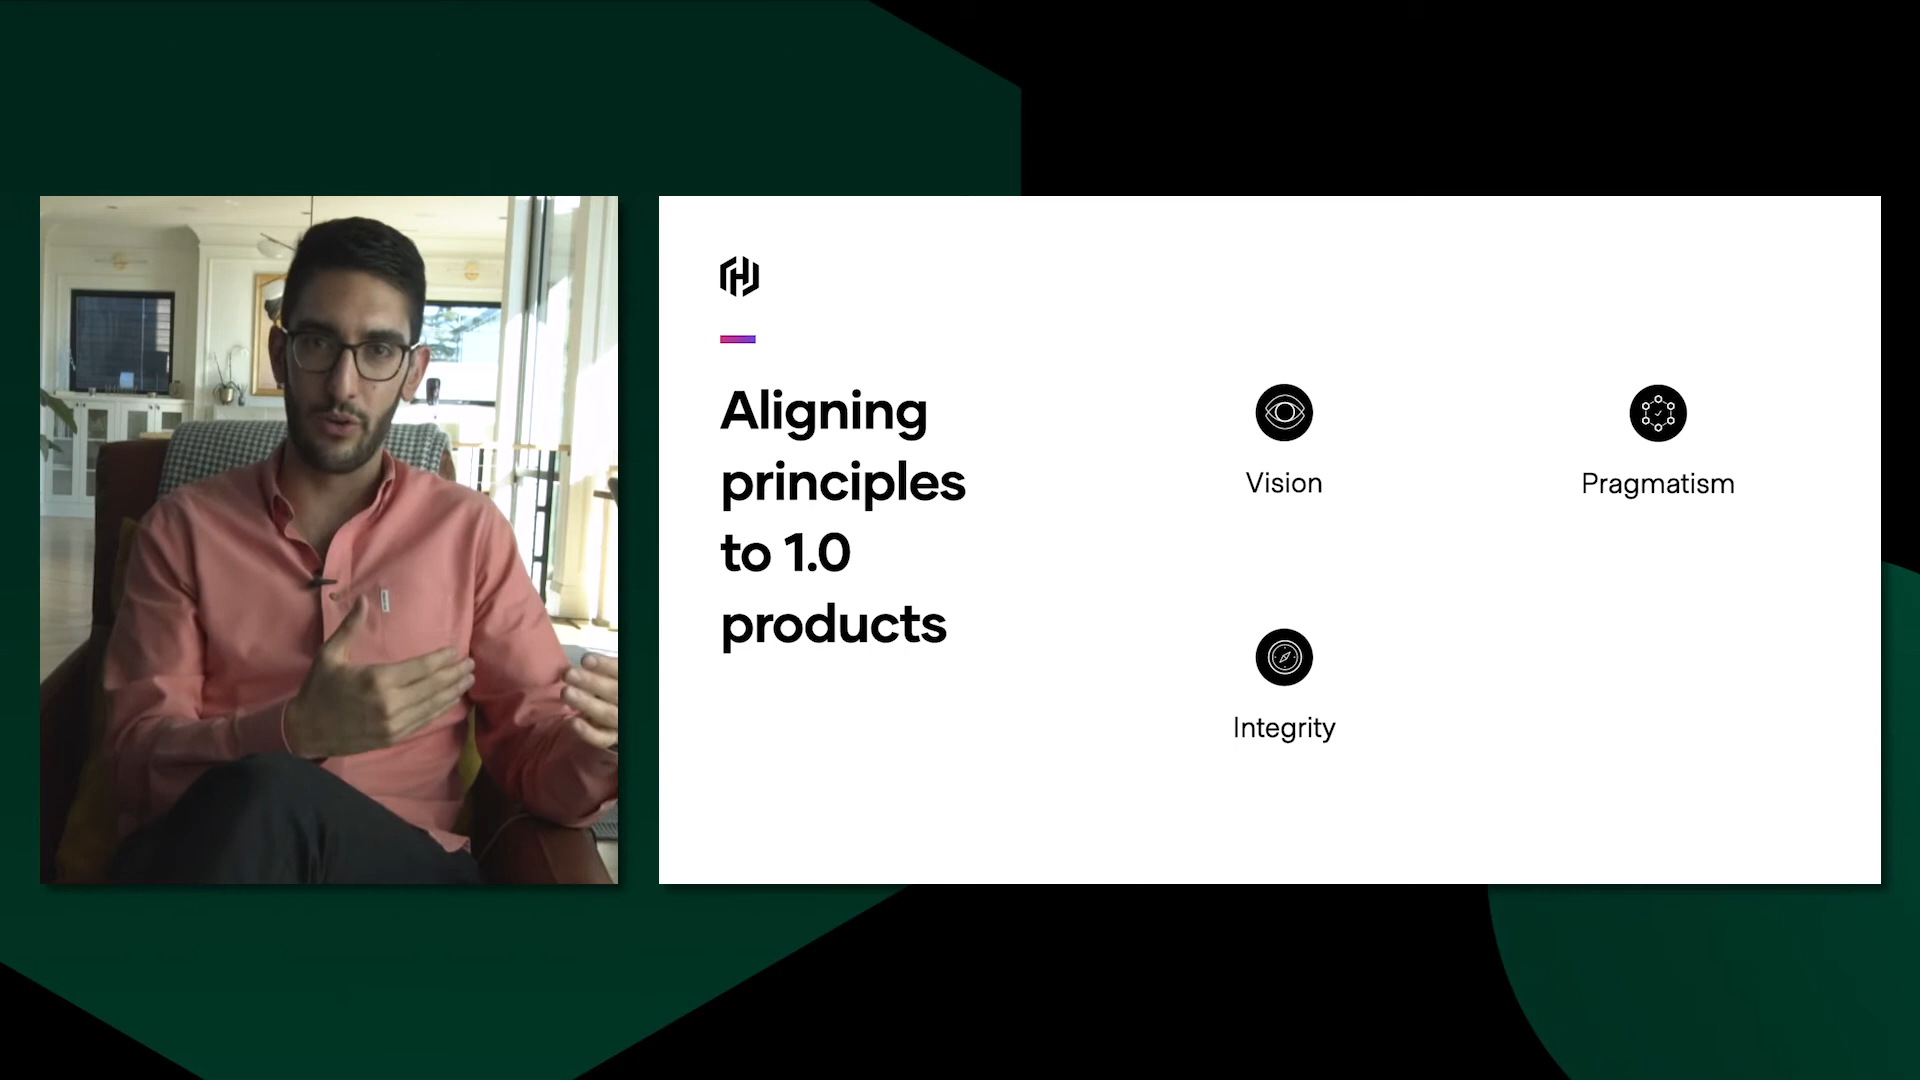 Aligning
principles
to 1.0
products
Vision
Pragmatism
Integrity